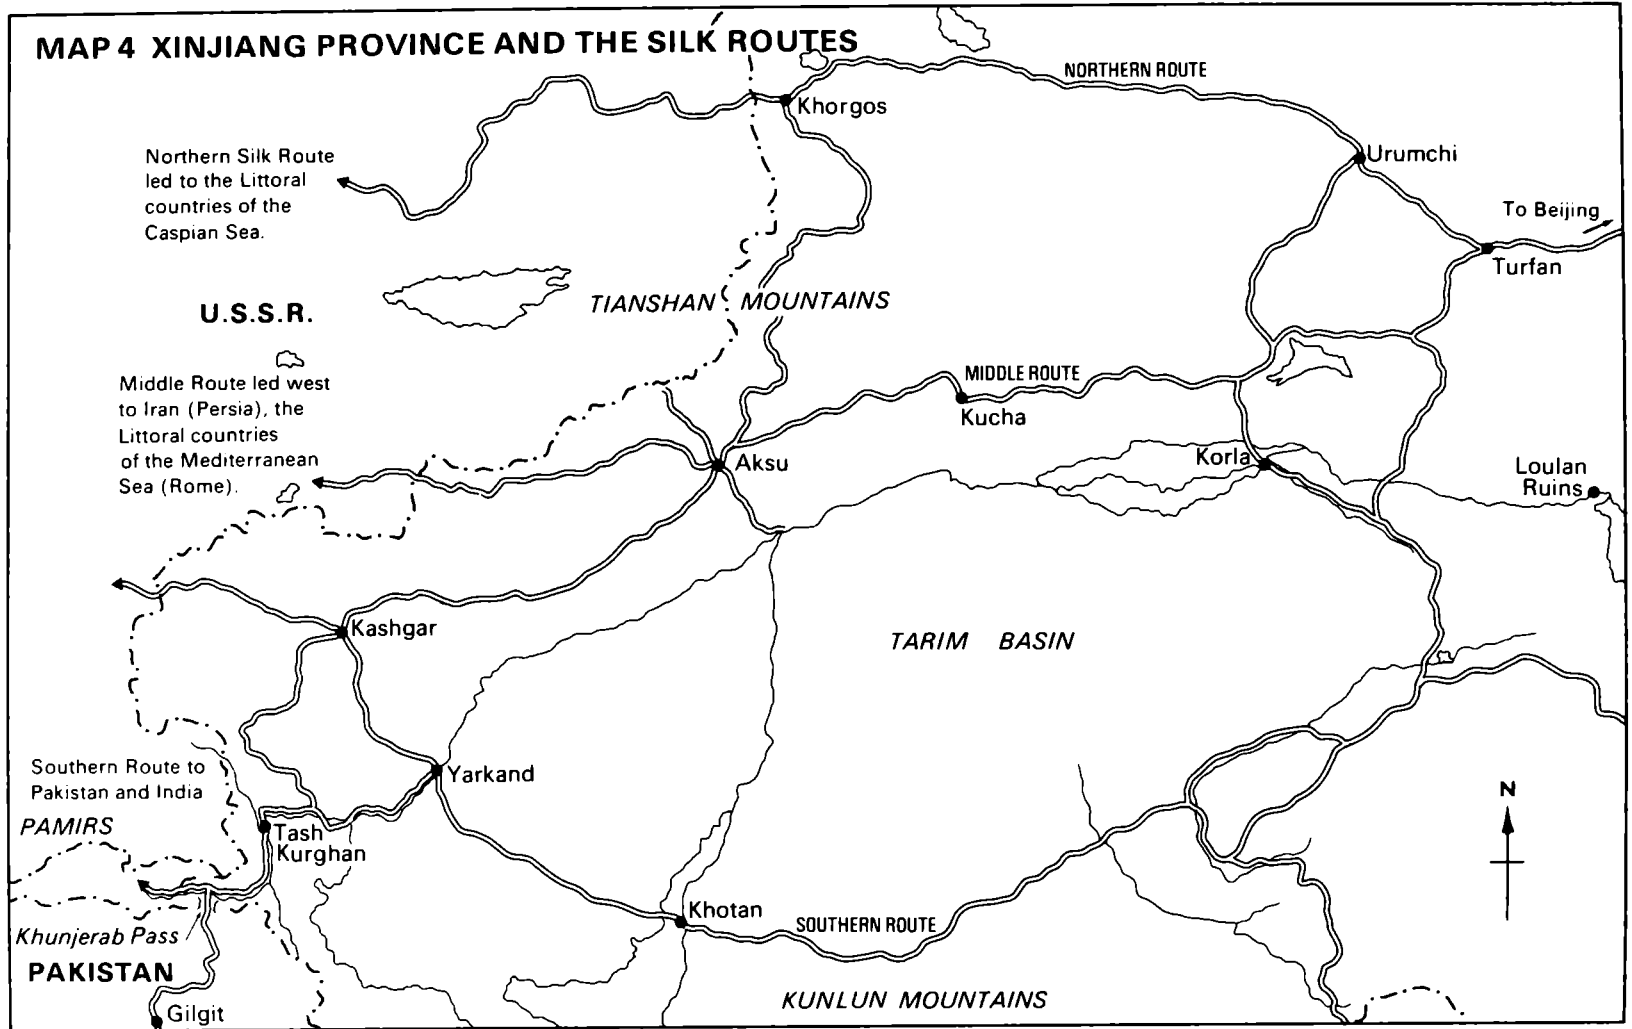 MAP 4 XINJIANG PROVINCE AND THE SILK ROUTES
NORTHERN ROUTE
Khorgos
Urumchi
Northern Silk Route
led to the Littoral
countries of the
Caspian Sea.
To Beijing
Turfan
TIANSHAN MOUNTAINS
U.S.S.R.
Middle Route led west
to Iran (Persia), the
Littoral countries
of the Mediterranean
Sea (Rome).
MIDDLE ROUTE
Kucha
Aksu
Korla
Loulan
Ruins
Kashgar
TARIM BASIN
Southern Route to
Pakistan and India
Yarkand
PAMIRS
Tash
Kurghan
N
Khotan
SOUTHERN ROUTE
Khunjerab Pass
PAKISTAN
KUNLUN MOUNTAINS
Gilgit